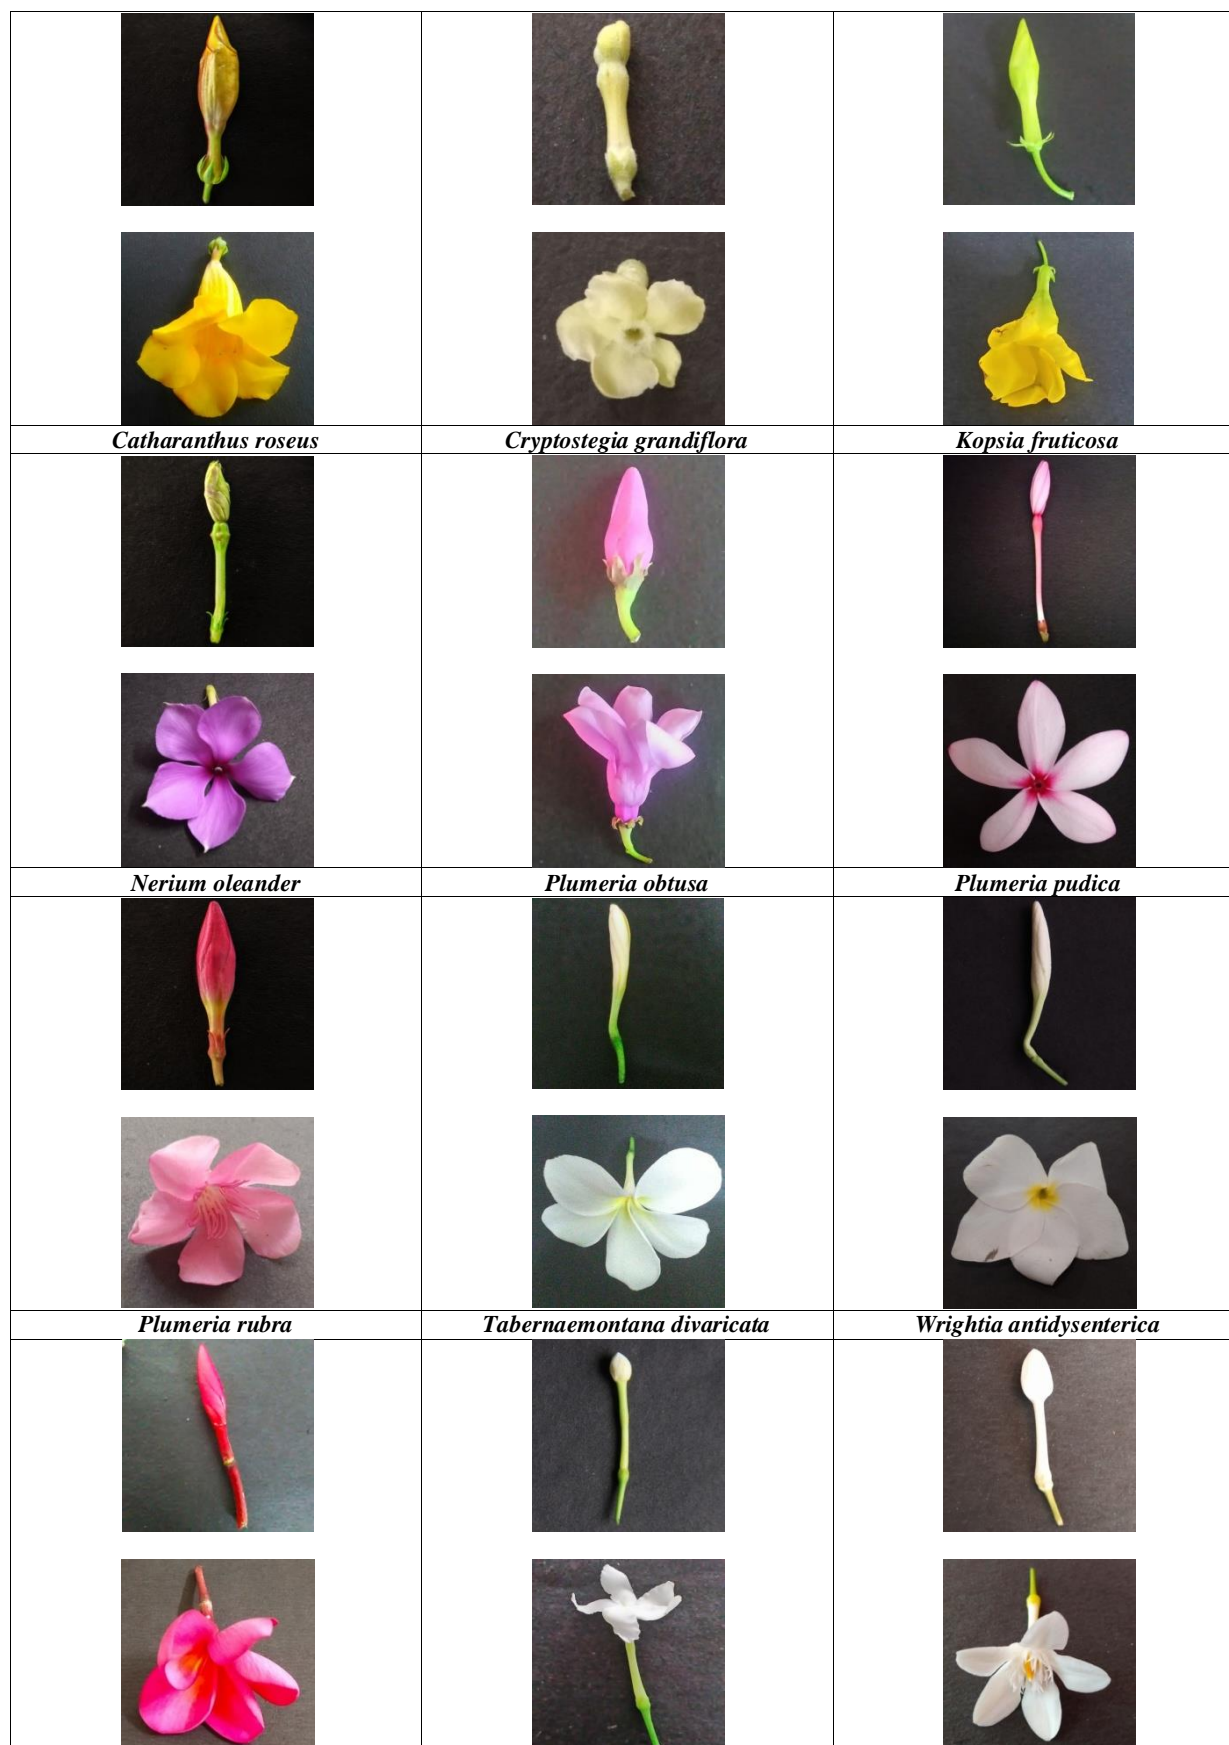 Catharanthus roseus
Cryptostegia grandiflora
Kopsia fruticosa
Nerium oleander
Plumeria obtusa
Plumeria pudica
Plumeria rubra
Tabernaemontana divaricata
Wrightia antidysenterica